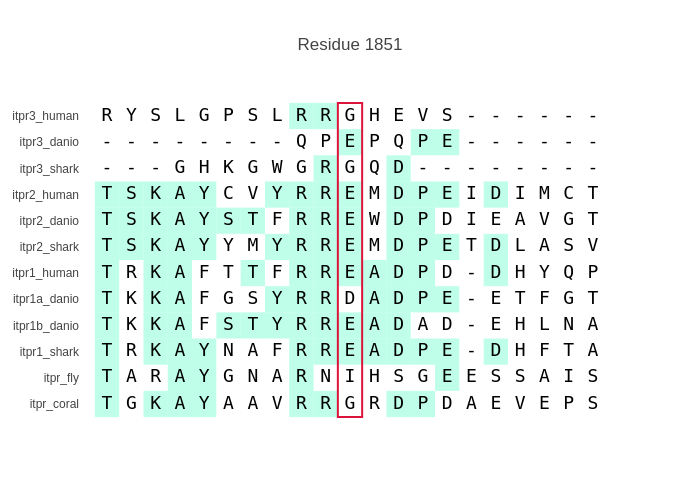 Residue 1851
itpr3_human R Y S L G P S L R R G H E V S - - - - - -
itpr3_danio - - - - - - - - Q P E P Q P E - - - - - -
itpr3_shark - - - G H K G W G R G Q D - - - - - - - -
itpr2_human T S K A Y C V Y R R E M D P E I D I M C T
itpr2_danio T S K A Y S T F R R E W D P D I E A V G T
itpr2_shark T S K A Y Y M Y R R E M D P E T D L A S V
itpr1_human T R K A F T T F R R E A D P D - D H Y Q P
itpr1a_danio T K K A F G S Y R R D A D P E - E T F G T
itpr1b_danio T K K A F S T Y R R E A D A D - E H L N A
itpr1_shark T R K A Y N A F R R E A D P E - D H F T A
itpr_fly T A R A Y G N A R N I H S G E E S S A I S
itpr_coral T G K A Y A A V R R G R D P D A E V E P S